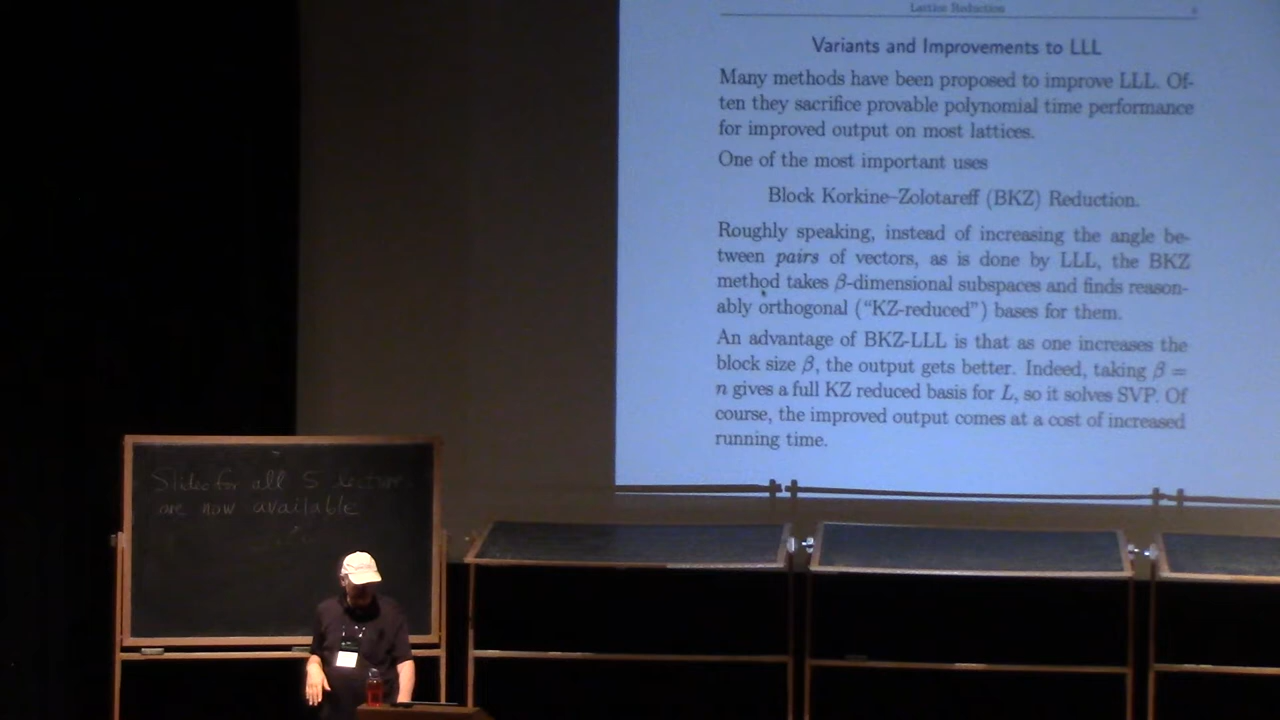 Lattice Reduction
Variants and Improvements to LLL
Many methods have been proposed to improve LLL. Of-
ten they sacrifice provable polynomial time performance
for improved output on most lattices.
One of the most important uses
Block Korkine–Zolotareff (BKZ) Reduction.
Roughly speaking, instead of increasing the angle be-
tween pairs of vectors, as is done by LLL, the BKZ
method takes β-dimensional subspaces and finds reason-
ably orthogonal (“KZ-reduced”) bases for them.
An advantage of BKZ-LLL is that as one increases the
block size β, the output gets better. Indeed, taking β =
n gives a full KZ reduced basis for L, so it solves SVP. Of
course, the improved output comes at a cost of increased
running time.
Slides for all 5 lectures
are now available